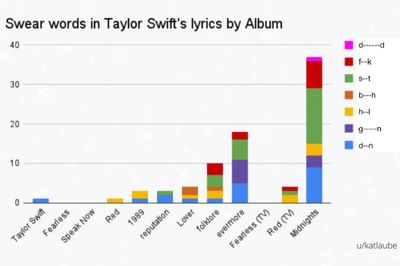 Swear words in Taylor Swift's lyrics by Album
40
30
20
10
0
Taylor Swift
Fearless
Speak Now
Red
1989
reputation
Lover
folklore
evermore
Fearless (TV)
Red (TV)
Midnights
d------d
f--k
s--t
b---h
h--l
g-----n
d--n
u/katlaube